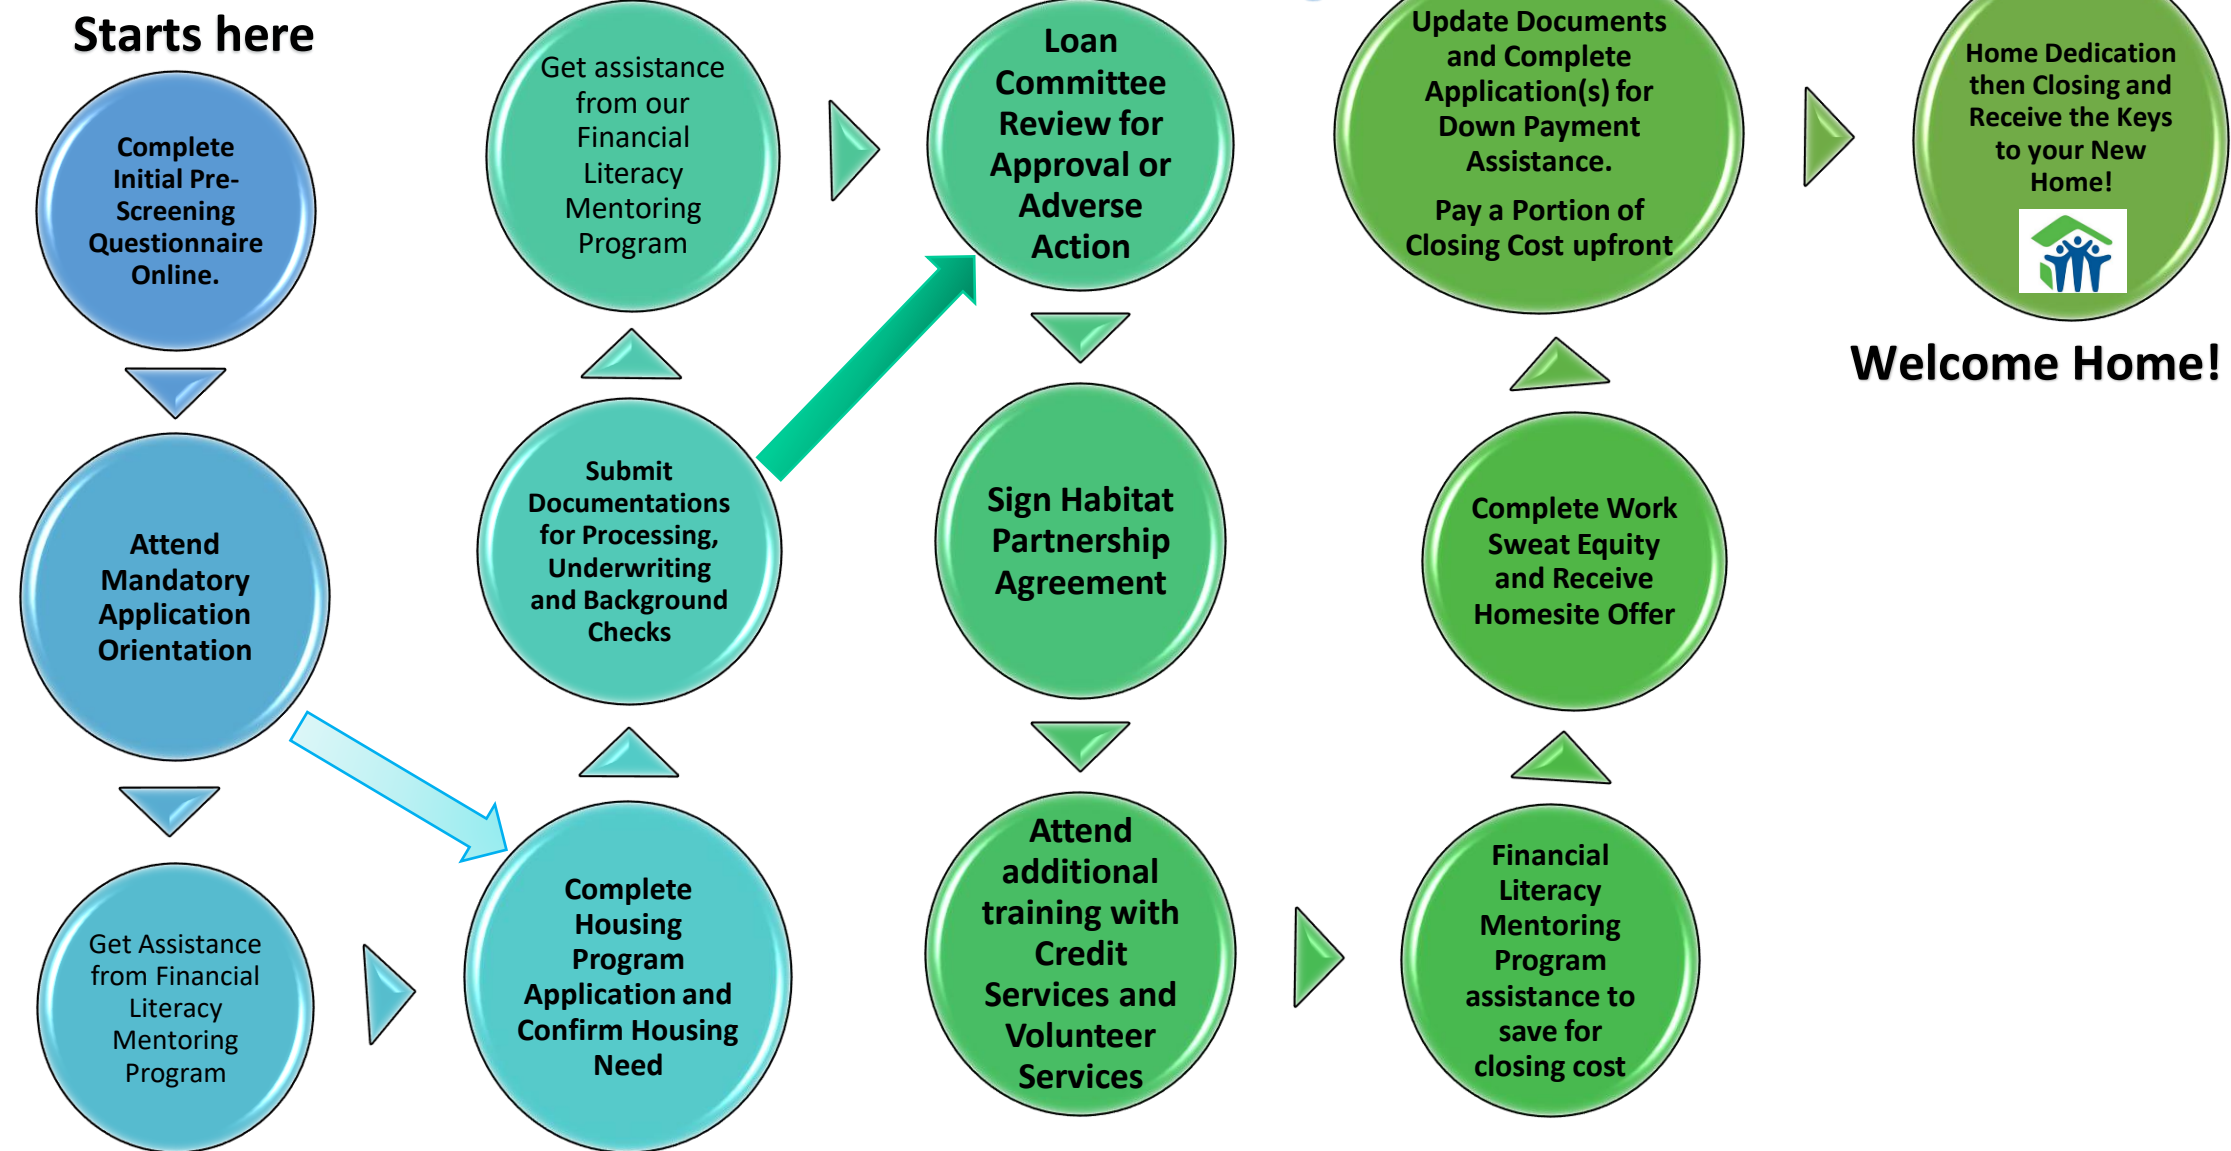 Starts here
Complete
Initial Pre-
Screening
Questionnaire
Online.
Attend
Mandatory
Application
Orientation
Get Assistance
from Financial
Literacy
Mentoring
Program
Complete
Housing
Program
Application and
Confirm Housing
Need
Submit
Documentations
for Processing,
Underwriting
and Background
Checks
Get assistance
from our
Financial
Literacy
Mentoring
Program
Loan
Committee
Review for
Approval or
Adverse
Action
Sign Habitat
Partnership
Agreement
Attend
additional
training with
Credit
Services and
Volunteer
Services
Financial
Literacy
Mentoring
Program
assistance to
save for
closing cost
Complete Work
Sweat Equity
and Receive
Homesite Offer
Update Documents
and Complete
Application(s) for
Down Payment
Assistance.
Pay a Portion of
Closing Cost upfront
Home Dedication
then Closing and
Receive the Keys
to your New
Home!
Welcome Home!